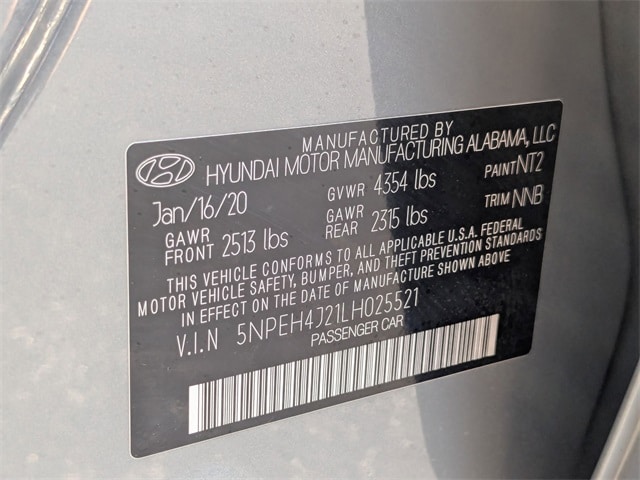 MANUFACTURED BY
HYUNDAI MOTOR MANUFACTURING ALABAMA, LLC
Jan/16/20 GVWR 4354 lbs PAINT NT2
GAWR FRONT 2513 lbs GAWR REAR 2315 lbs TRIM NNB
THIS VEHICLE CONFORMS TO ALL APPLICABLE U.S.A. FEDERAL
MOTOR VEHICLE SAFETY, BUMPER, AND THEFT PREVENTION STANDARDS
IN EFFECT ON THE DATE OF MANUFACTURE SHOWN ABOVE
V.I.N 5NPEH4J21LH025521
PASSENGER CAR